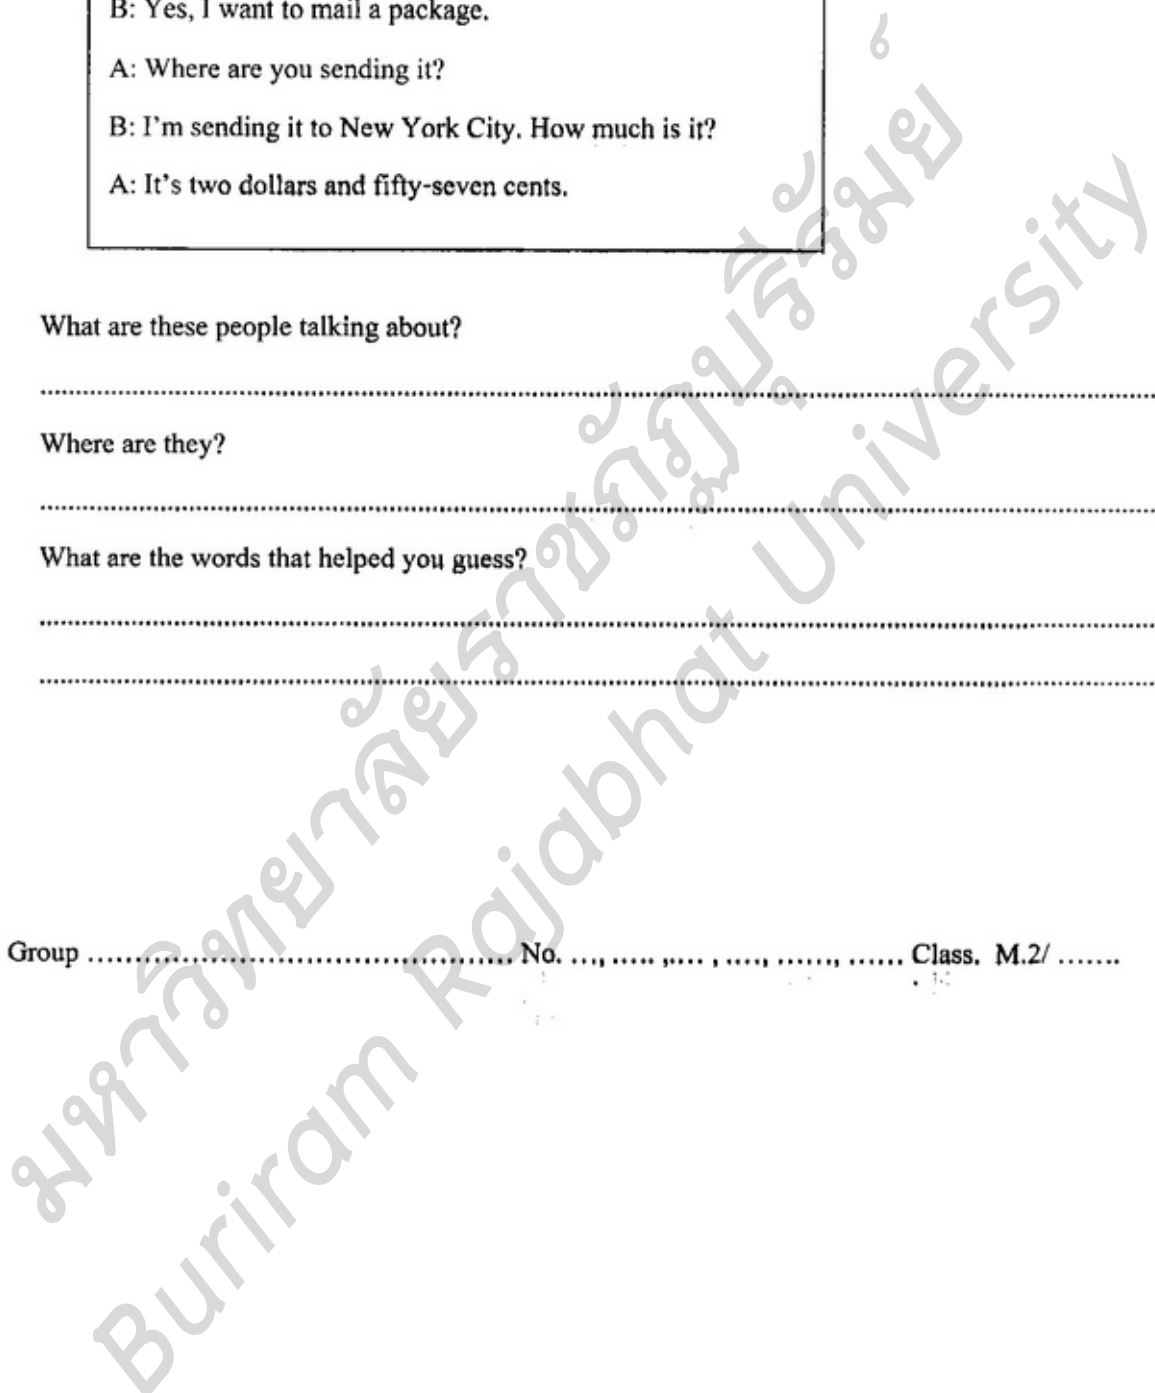 B: Yes, I want to mail a package.
A: Where are you sending it?
B: I'm sending it to New York City. How much is it?
A: It's two dollars and fifty-seven cents.
What are these people talking about?
Where are they?
What are the words that helped you guess?
Group ................................................ No. ..., ..... ,.... , ...., ......, ...... Class. M.2/ .......
มหาวิทยาลัยราชภัฏบุรีรัมย์
Buriram Rajabhat University